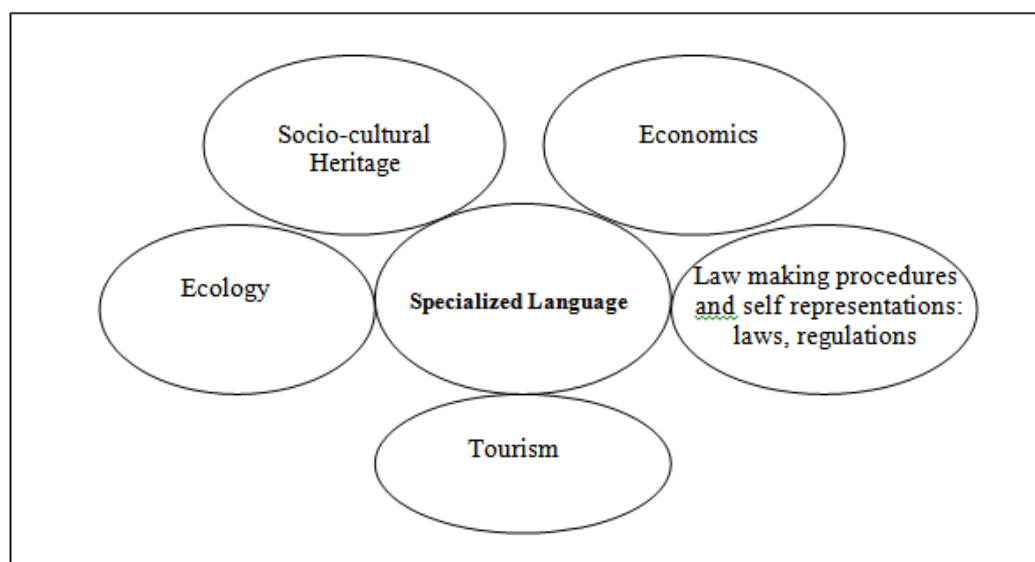 Socio-cultural
Heritage
Economics
Ecology
Specialized Language
Law making procedures
and self representations:
laws, regulations
Tourism